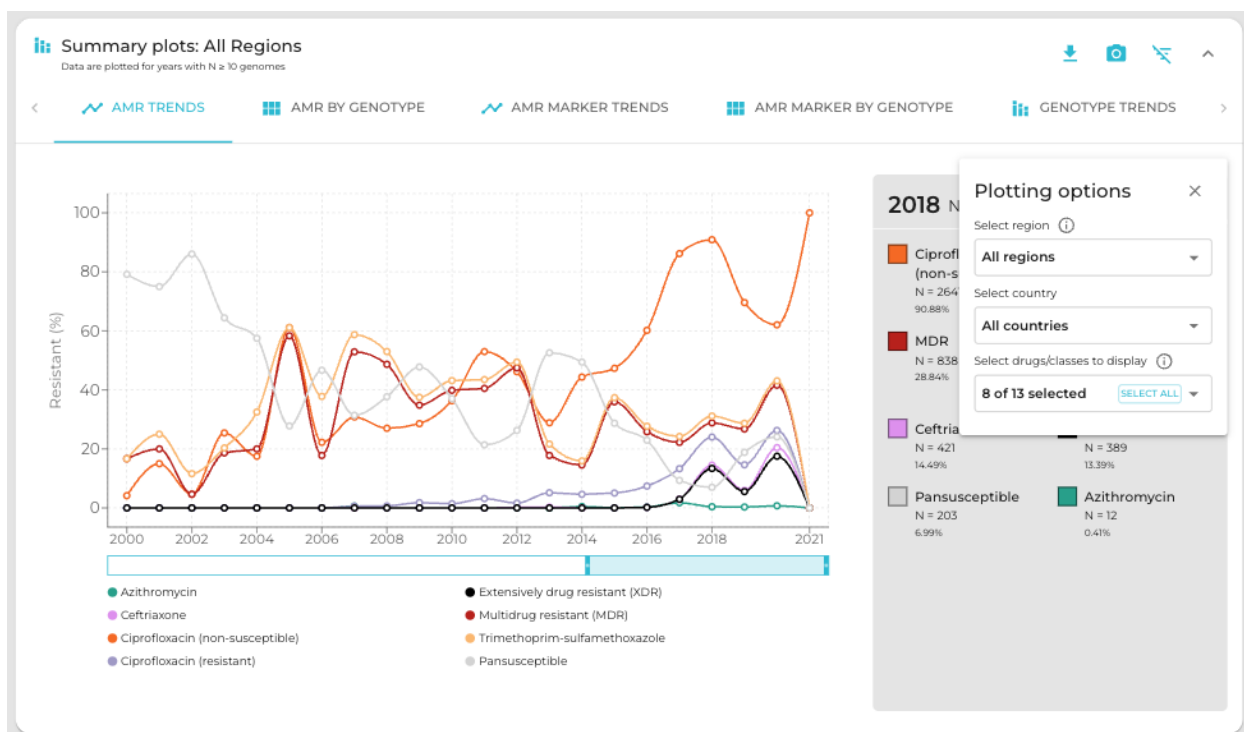 Summary plots: All Regions
Data are plotted for years with N ≥ 10 genomes
AMR TRENDS
AMR BY GENOTYPE
AMR MARKER TRENDS
AMR MARKER BY GENOTYPE
GENOTYPE TRENDS
Resistant (%)
100
80
60
40
20
0
2000 2002 2004 2006 2008 2010 2012 2014 2016 2018 2021
Azithromycin
Ceftriaxone
Ciprofloxacin (non-susceptible)
Ciprofloxacin (resistant)
Extensively drug resistant (XDR)
Multidrug resistant (MDR)
Trimethoprim-sulfamethoxazole
Pansusceptible
2018 N
Ciprofl
(non-s
N = 264
90.88%
MDR
N = 838
28.84%
Ceftria
N = 421
14.49%
N = 389
13.39%
Pansusceptible
N = 203
6.99%
Azithromycin
N = 12
0.41%
Plotting options
Select region
All regions
Select country
All countries
Select drugs/classes to display
8 of 13 selected
SELECT ALL